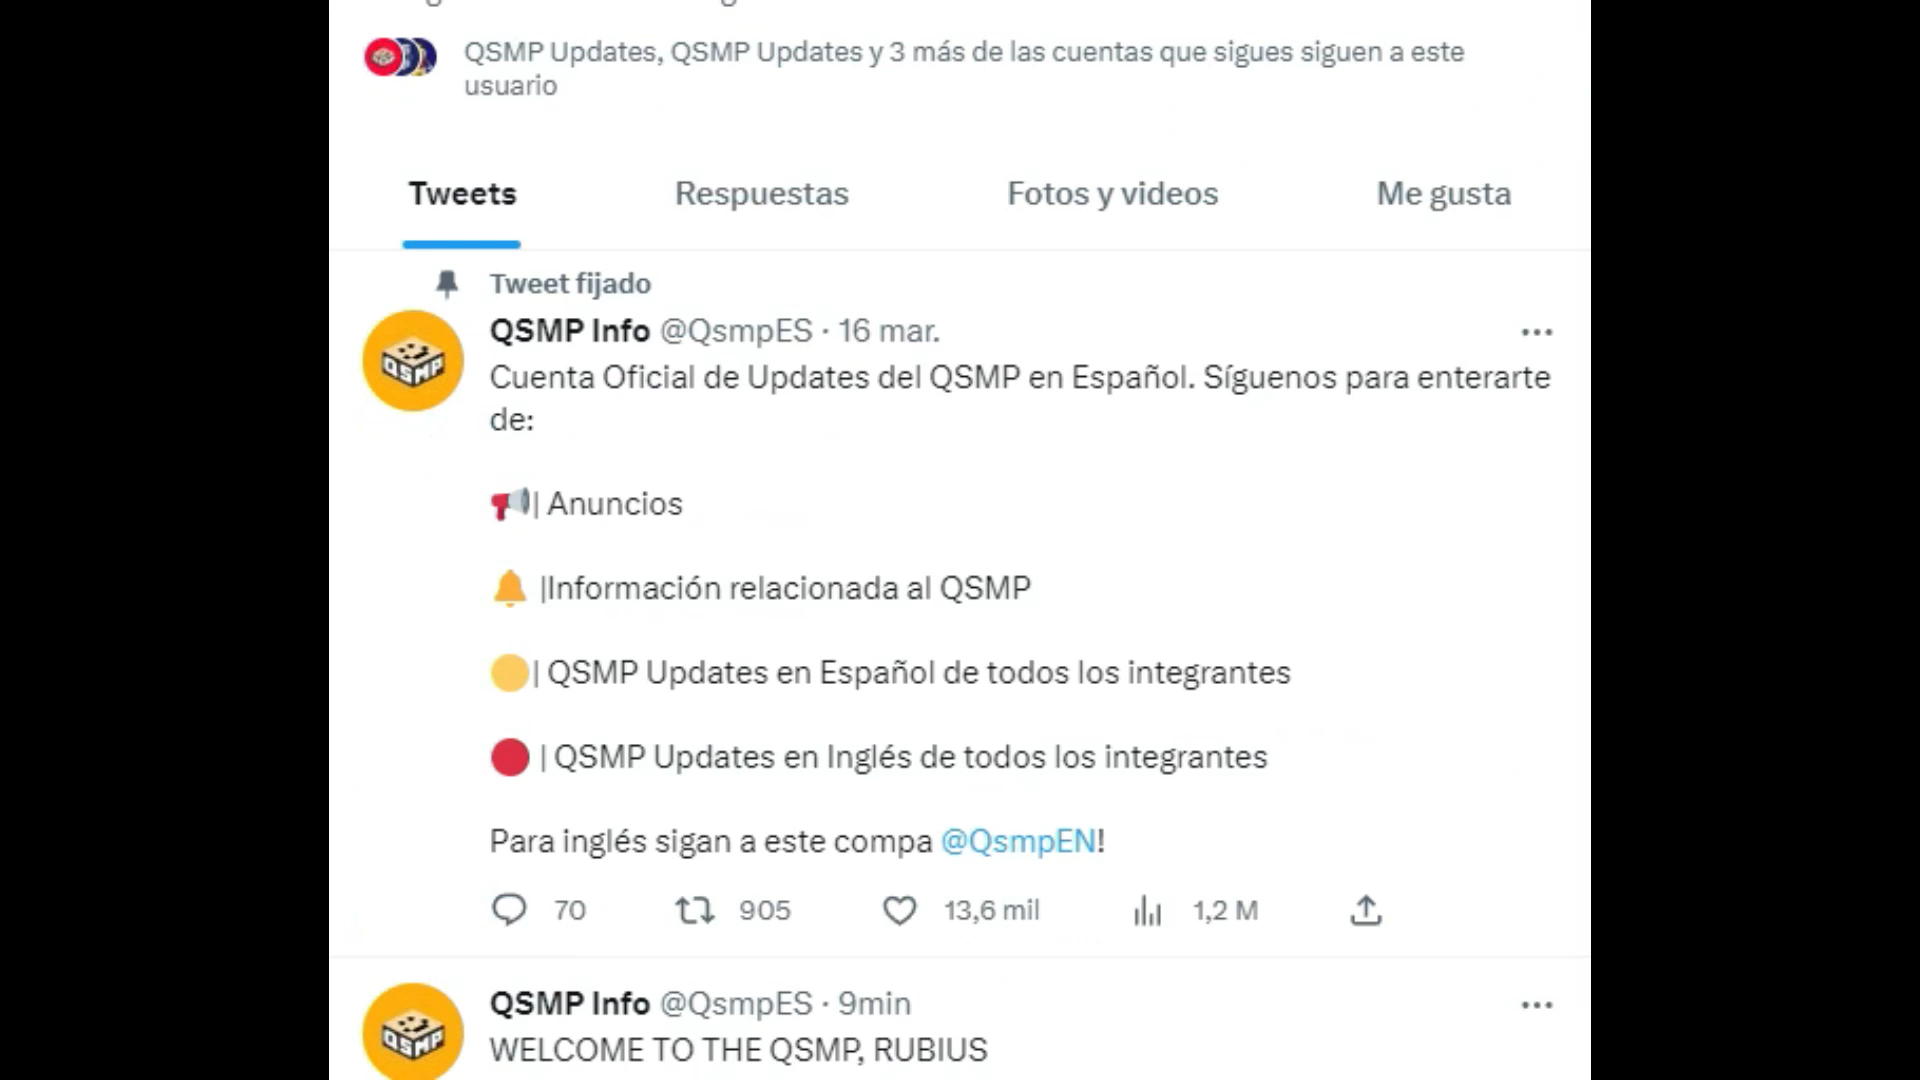 QSMP Updates, QSMP Updates y 3 más de las cuentas que sigues siguen a este
usuario
Tweets Respuestas Fotos y videos Me gusta
Tweet fijado
QSMP Info @QsmpES · 16 mar.
Cuenta Oficial de Updates del QSMP en Español. Síguenos para enterarte
de:
| Anuncios
|Información relacionada al QSMP
| QSMP Updates en Español de todos los integrantes
| QSMP Updates en Inglés de todos los integrantes
Para inglés sigan a este compa @QsmpEN!
70 905 13,6 mil 1,2 M
QSMP Info @QsmpES · 9min
WELCOME TO THE QSMP, RUBIUS
QSMP
QSMP